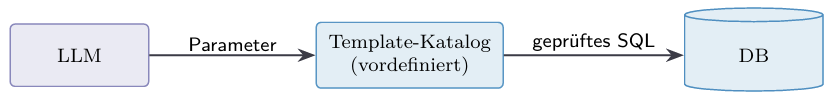 LLM
Parameter
Template-Katalog
(vordefiniert)
geprüftes SQL
DB